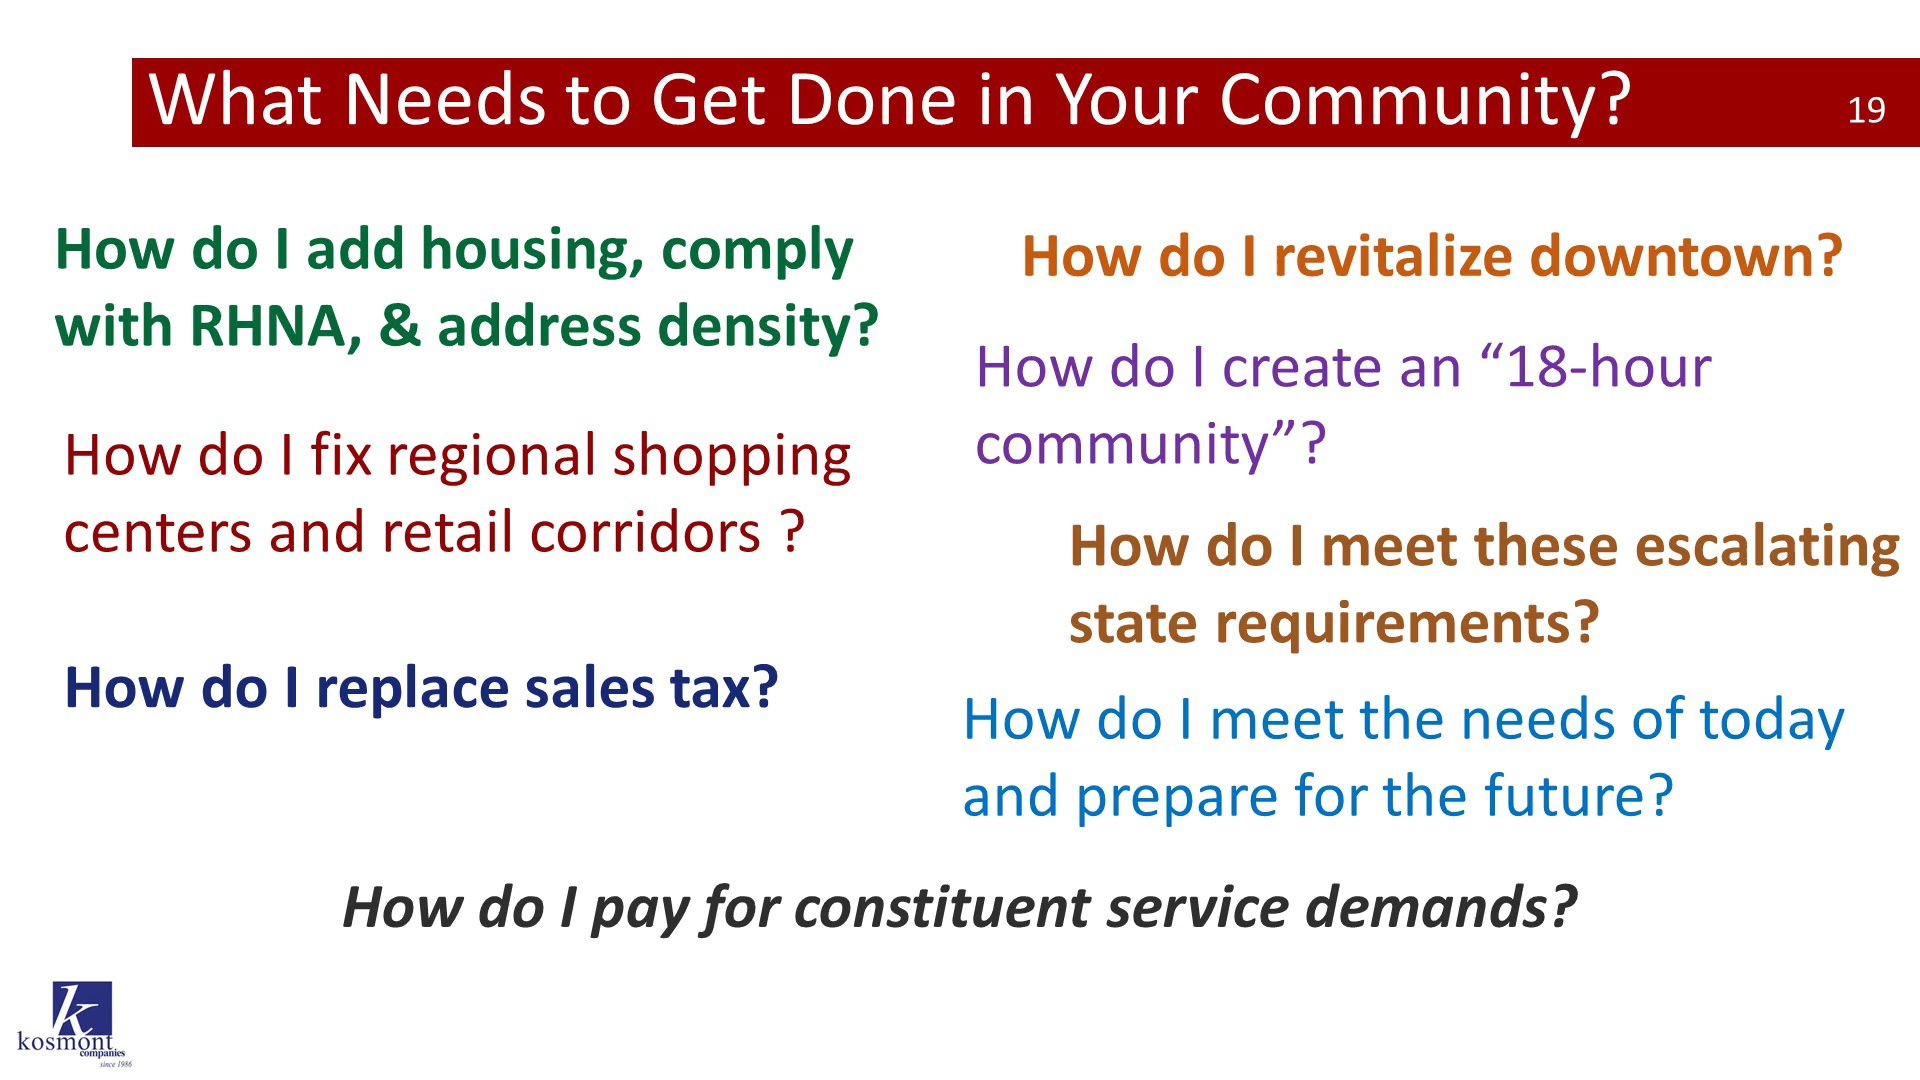 What Needs to Get Done in Your Community?
19
How do I add housing, comply
with RHNA, & address density?
How do I fix regional shopping
centers and retail corridors ?
How do I replace sales tax?
How do I revitalize downtown?
How do I create an “18-hour
community”?
How do I meet these escalating
state requirements?
How do I meet the needs of today
and prepare for the future?
How do I pay for constituent service demands?
k
kosmont
companies
since 1986